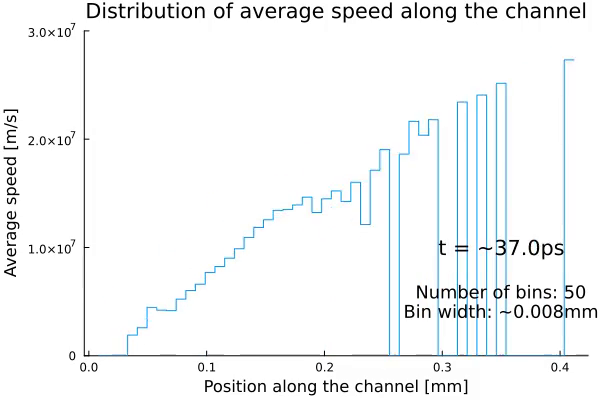 Distribution of average speed along the channel
3.0×10⁷
2.0×10⁷
1.0×10⁷
0
Average speed [m/s]
t = ~37.0ps
Number of bins: 50
Bin width: ~0.008mm
0.0 0.1 0.2 0.3 0.4
Position along the channel [mm]